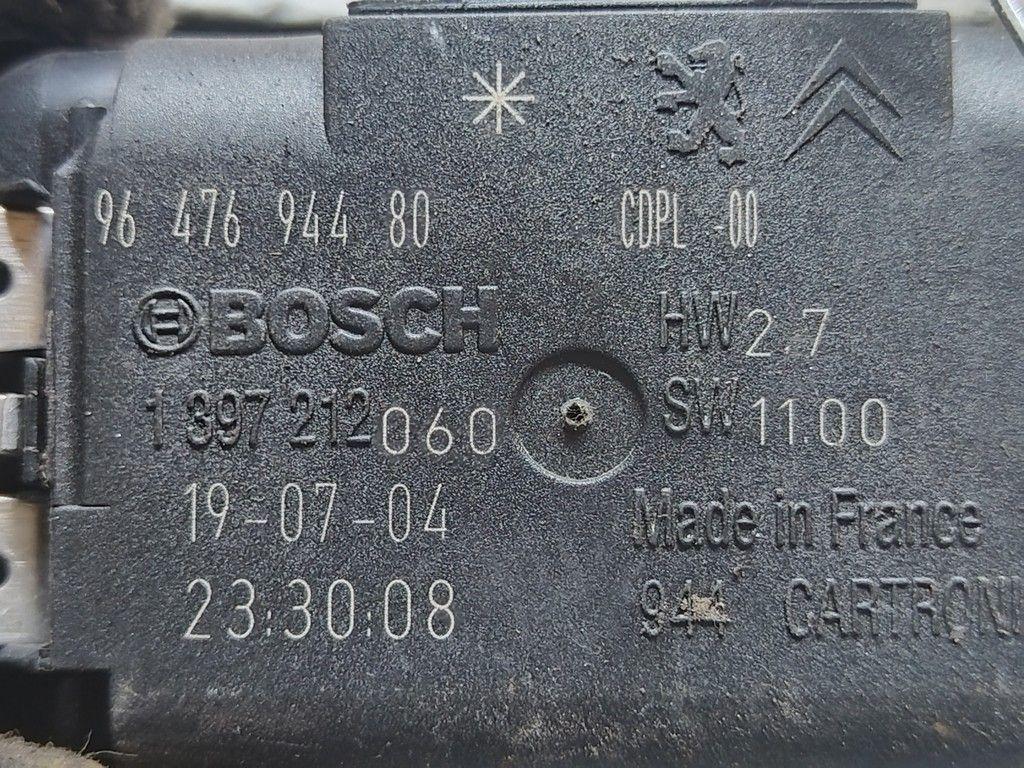 96 476 944 80 CDPL -00
BOSCH HW 2.7
1 397 212 060 SW 11.00
19-07-04 Made in France
23:30:08 944 CARTRONI